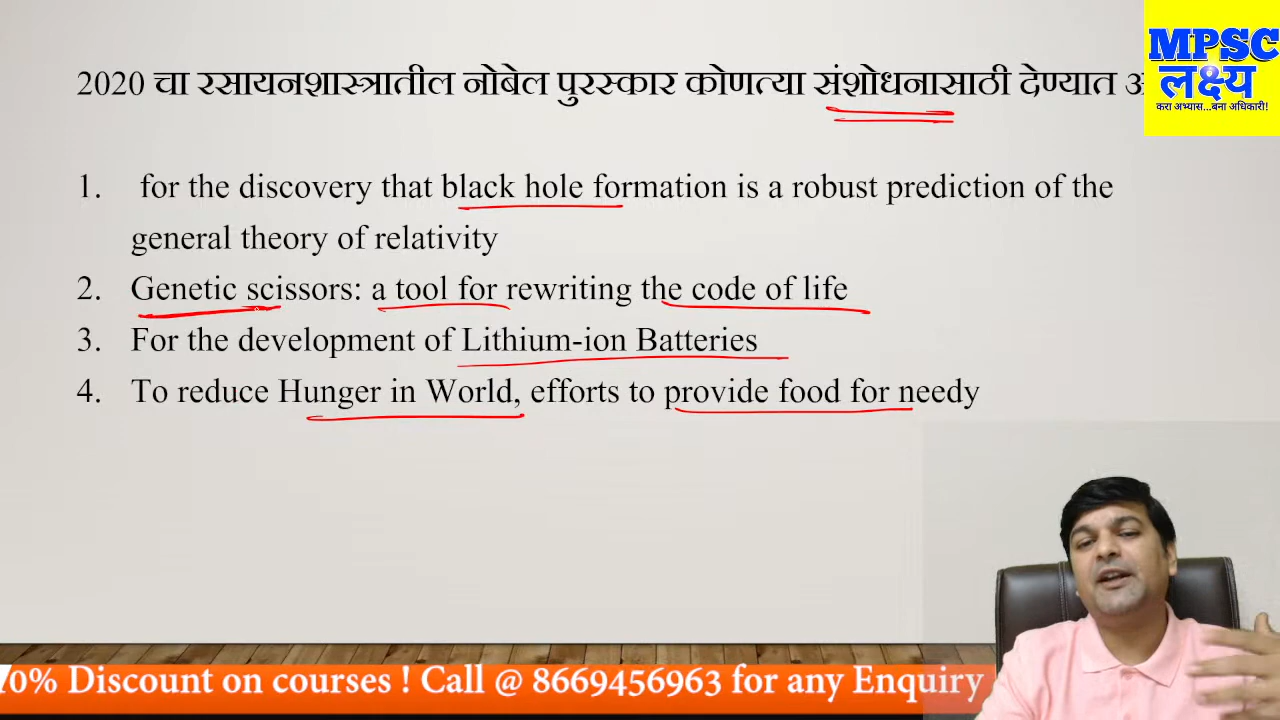 2020 चा रसायनशास्त्रातील नोबेल पुरस्कार कोणत्या संशोधनासाठी देण्यात
MPSC
लक्ष्य
करा अभ्यास...बना अधिकारी!
1. for the discovery that black hole formation is a robust prediction of the
general theory of relativity
2. Genetic scissors: a tool for rewriting the code of life
3. For the development of Lithium-ion Batteries
4. To reduce Hunger in World, efforts to provide food for needy
0% Discount on courses ! Call @ 8669456963 for any Enquiry